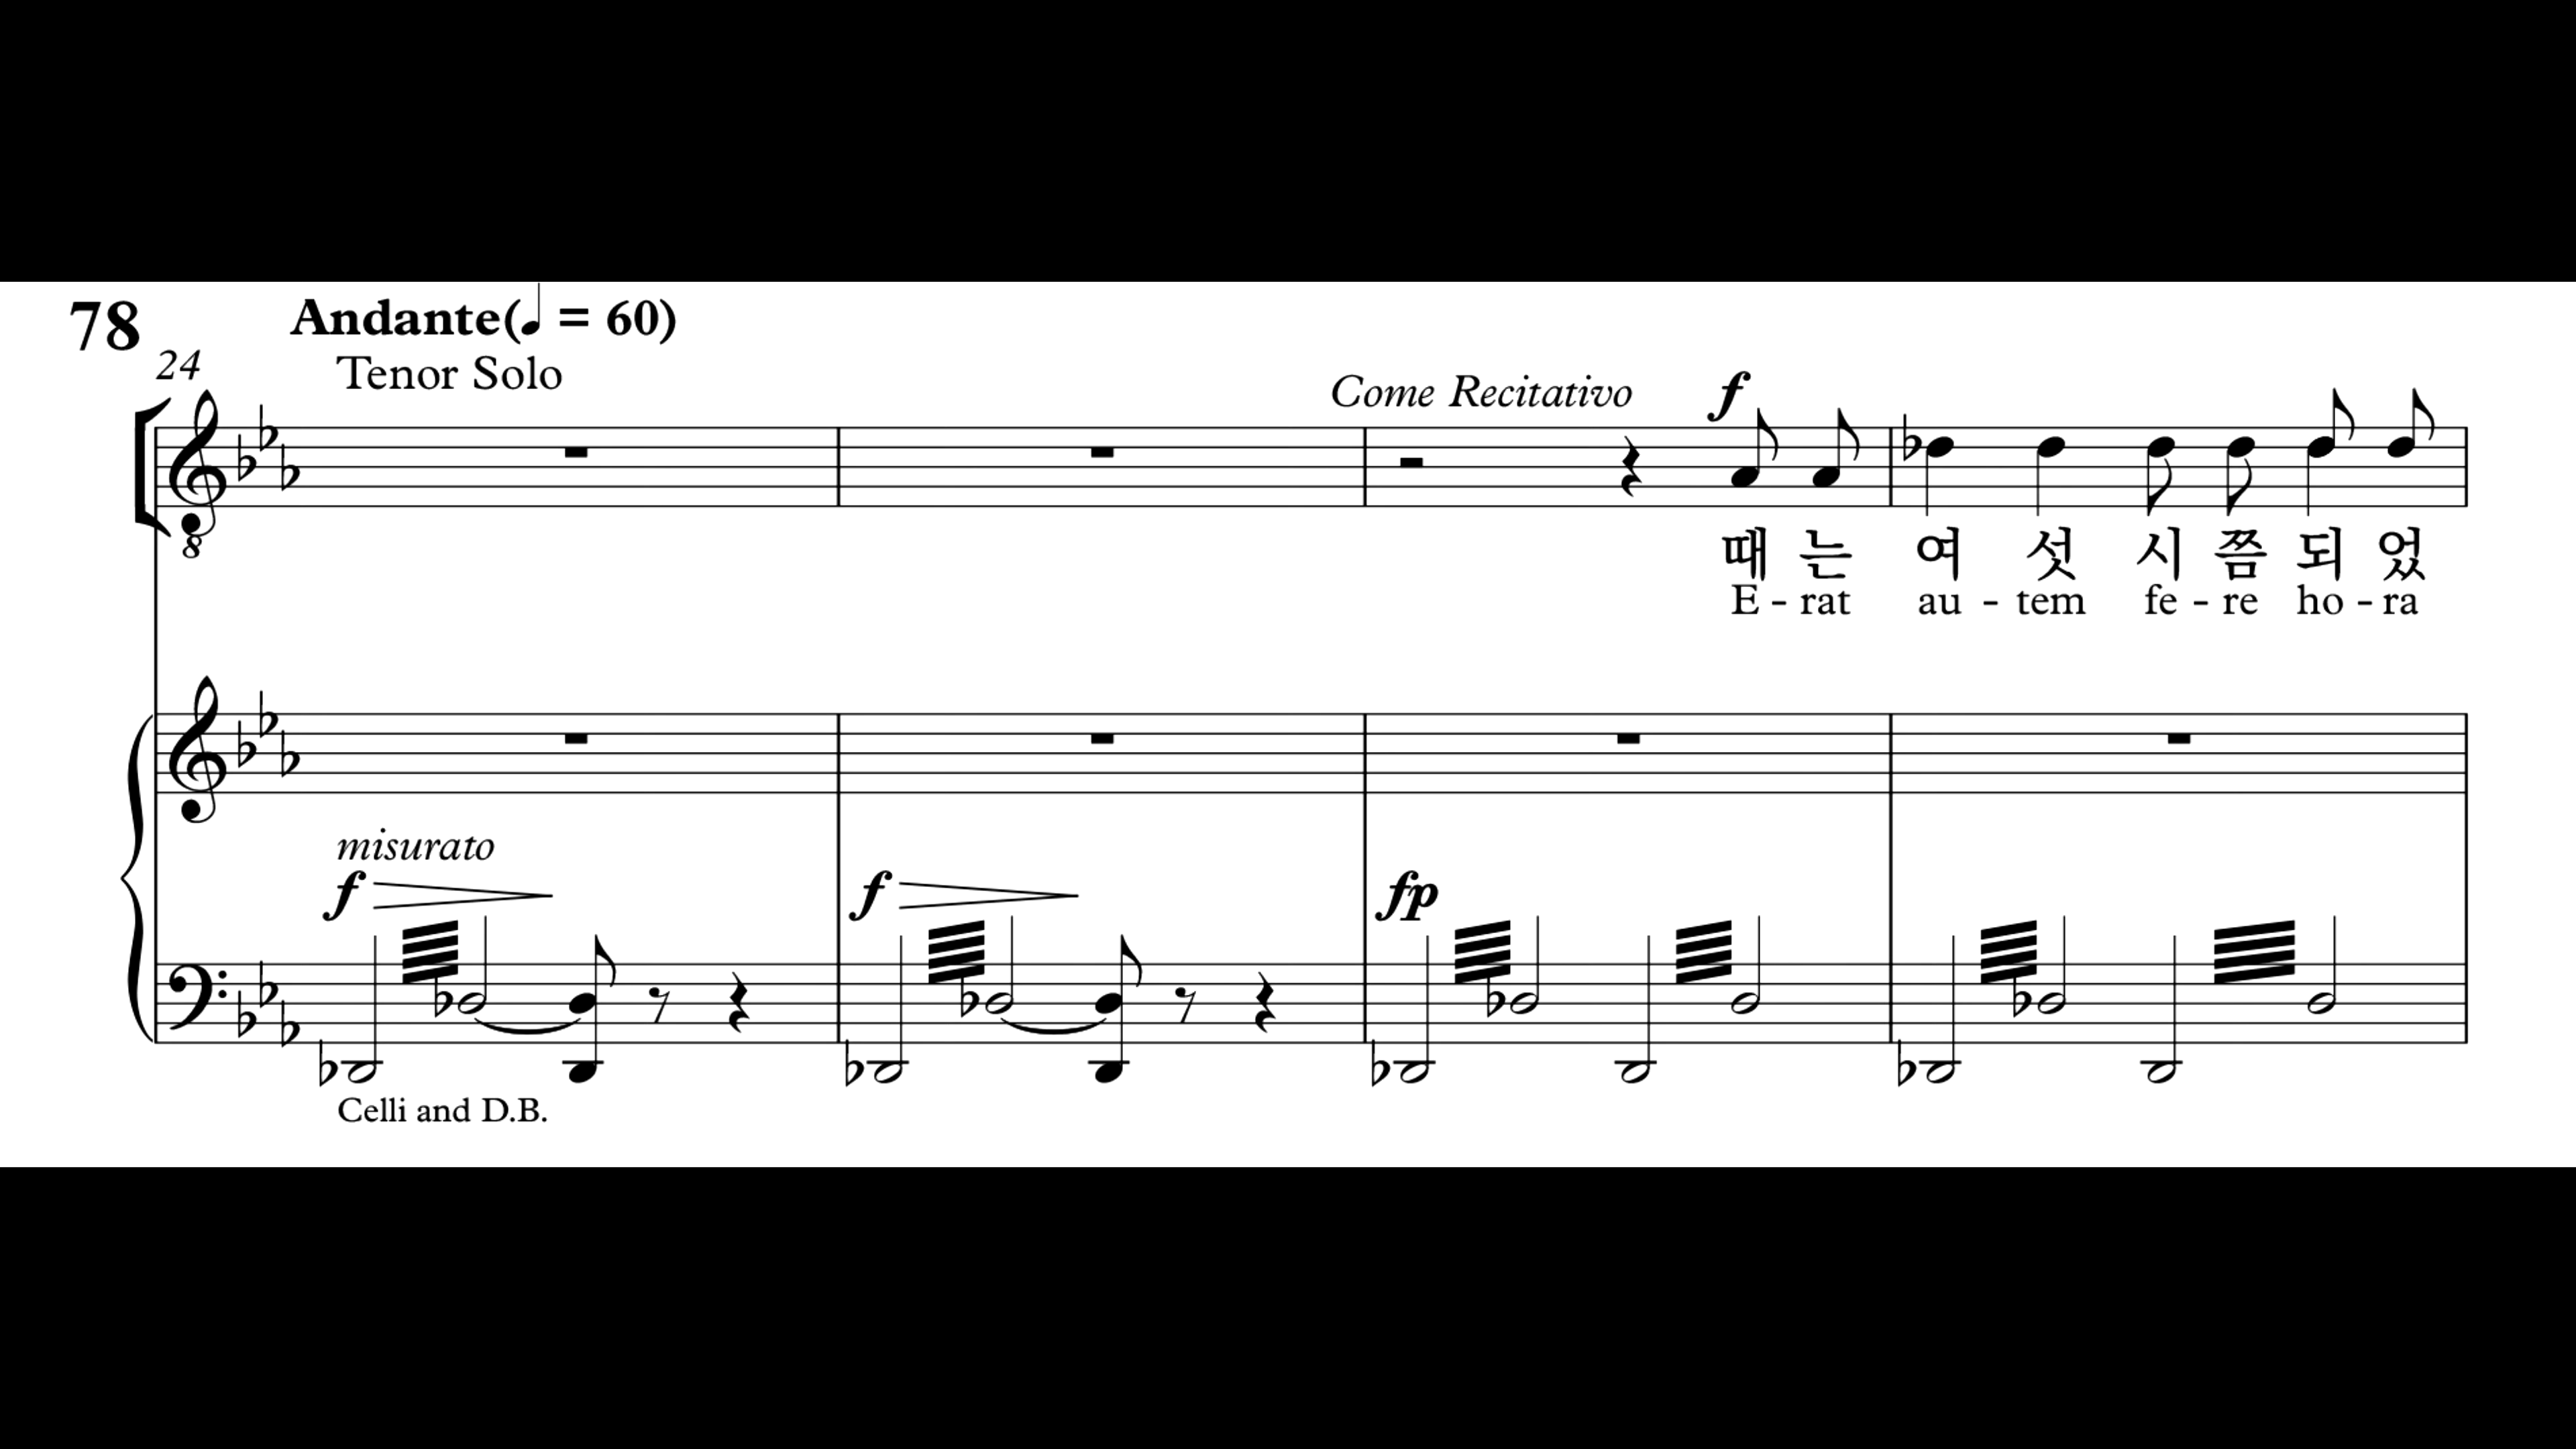 78
Andante(♩ = 60)
24
Tenor Solo
Come Recitativo f
때 는 여 섯 시 쯤 되 었
E - rat au - tem fe - re ho - ra
misurato
f f fp
Celli and D.B.